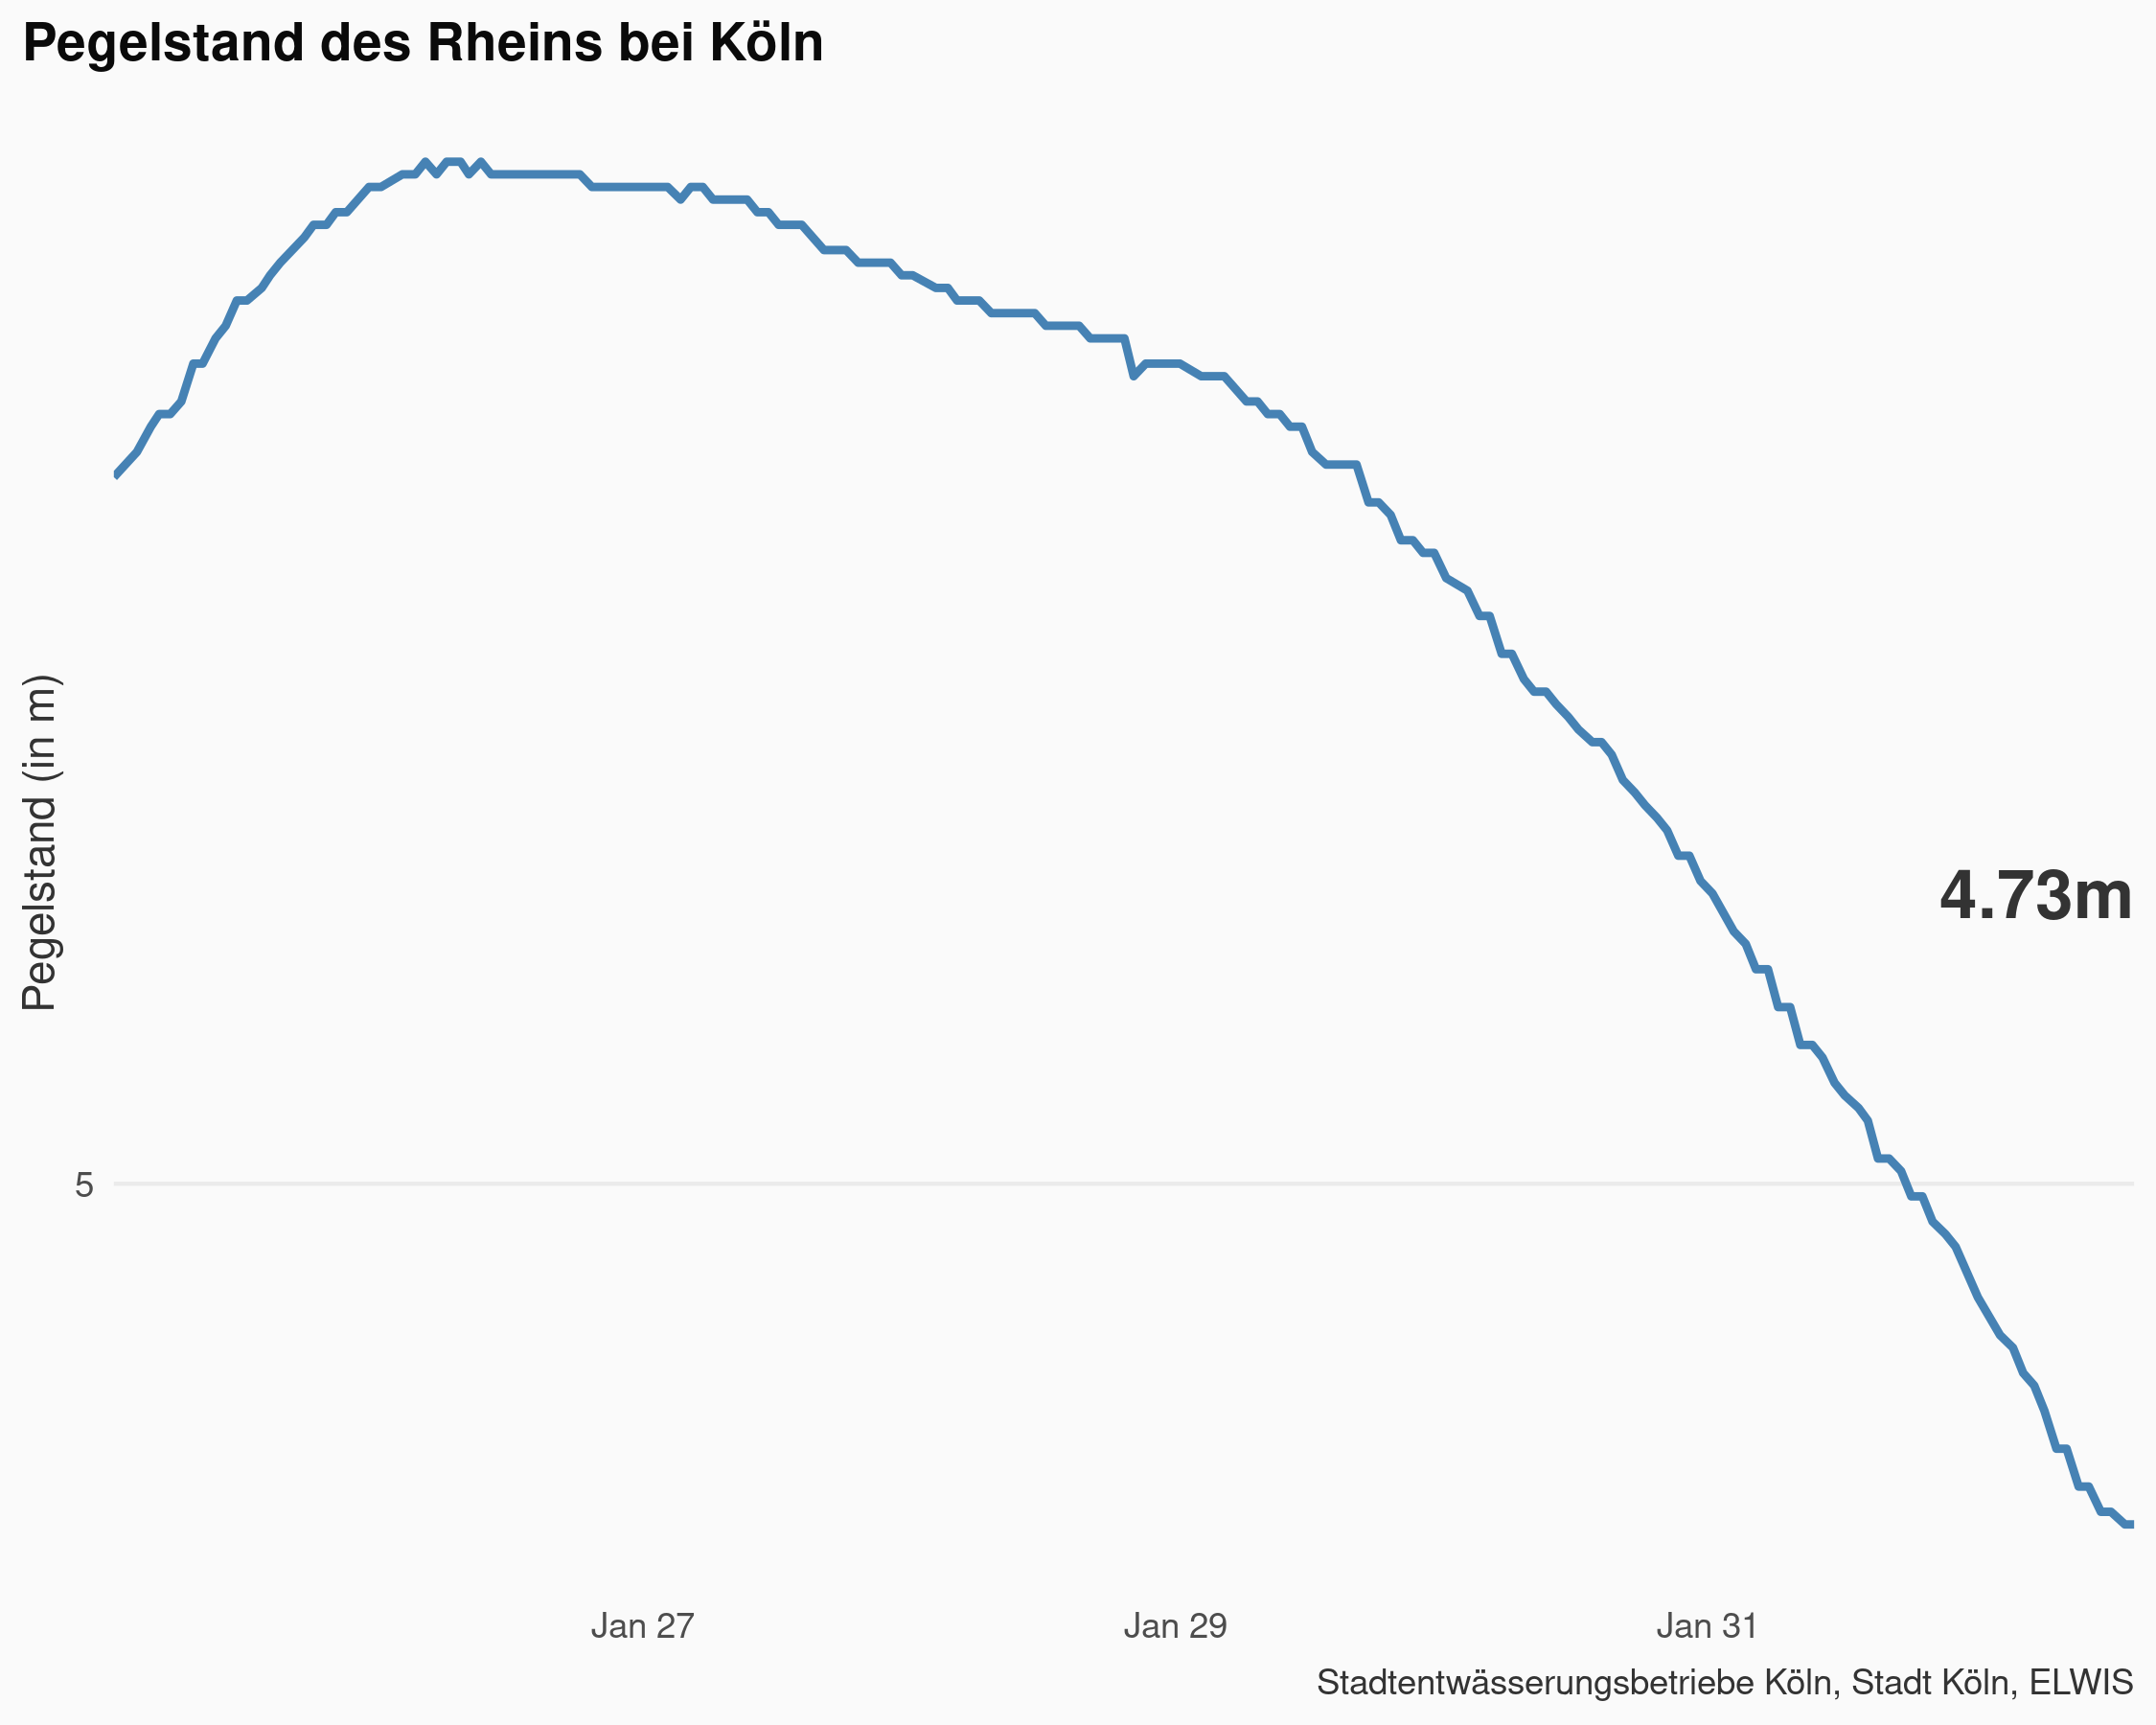 Pegelstand des Rheins bei Köln
Pegelstand (in m)
4.73m
5
Jan 27
Jan 29
Jan 31
Stadtentwässerungsbetriebe Köln, Stadt Köln, ELWIS